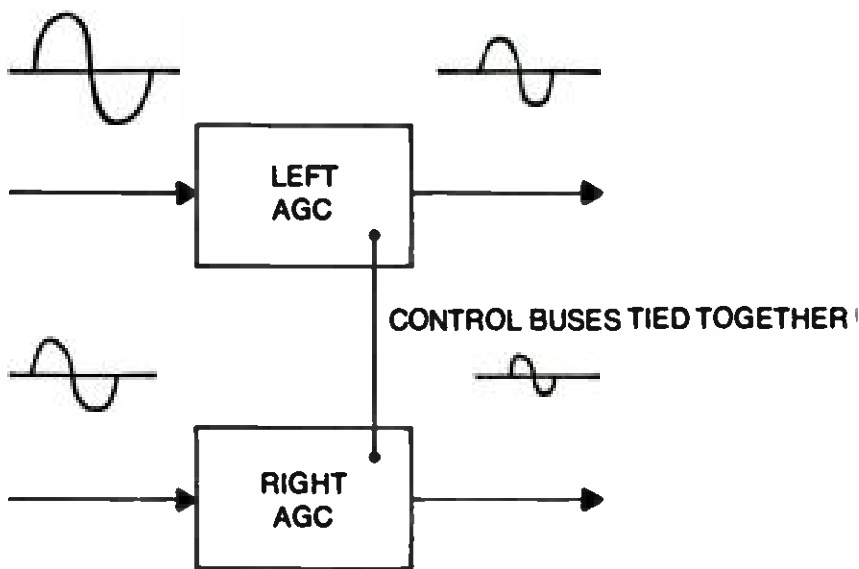 LEFT
AGC
CONTROL BUSES TIED TOGETHER
RIGHT
AGC